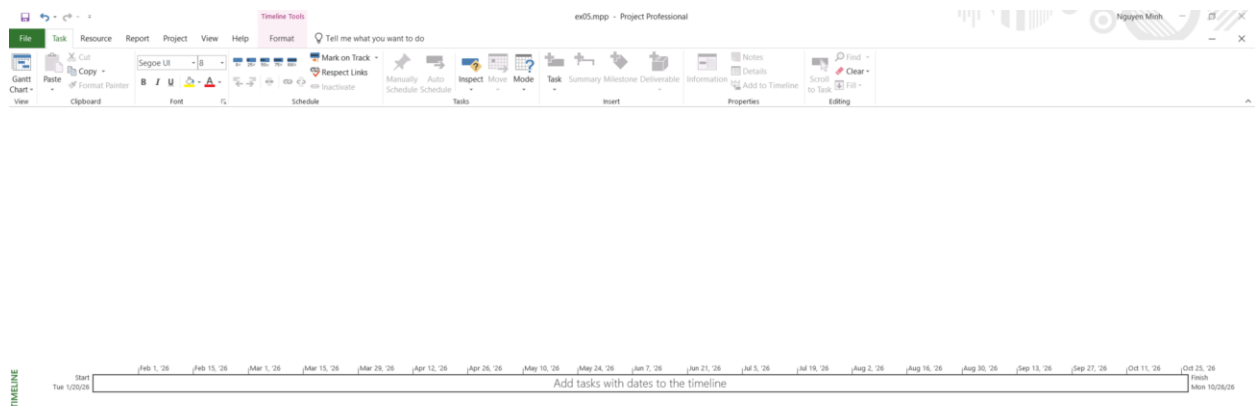 Timeline Tools
ex05.mpp - Project Professional
Nguyen Minh
File Task Resource Report Project View Help Format Tell me what you want to do
Gantt Chart
View
Paste
Cut
Copy
Format Painter
Clipboard
Segoe UI 8
B I U A
Font
Mark on Track
Respect Links
Inactivate
Schedule
Manually Schedule
Auto Schedule
Inspect
Move
Mode
Tasks
Task
Summary
Milestone
Deliverable
Insert
Information
Notes
Details
Add to Timeline
Properties
Scroll to Task
Find
Clear
Fill
Editing
TIMELINE
Start
Tue 1/20/26
Feb 1, '26 Feb 15, '26 Mar 1, '26 Mar 15, '26 Mar 29, '26 Apr 12, '26 Apr 26, '26 May 10, '26 May 24, '26 Jun 7, '26 Jun 21, '26 Jul 5, '26 Jul 19, '26 Aug 2, '26 Aug 16, '26 Aug 30, '26 Sep 13, '26 Sep 27, '26 Oct 11, '26 Oct 25, '26
Add tasks with dates to the timeline
Finish
Mon 10/26/26